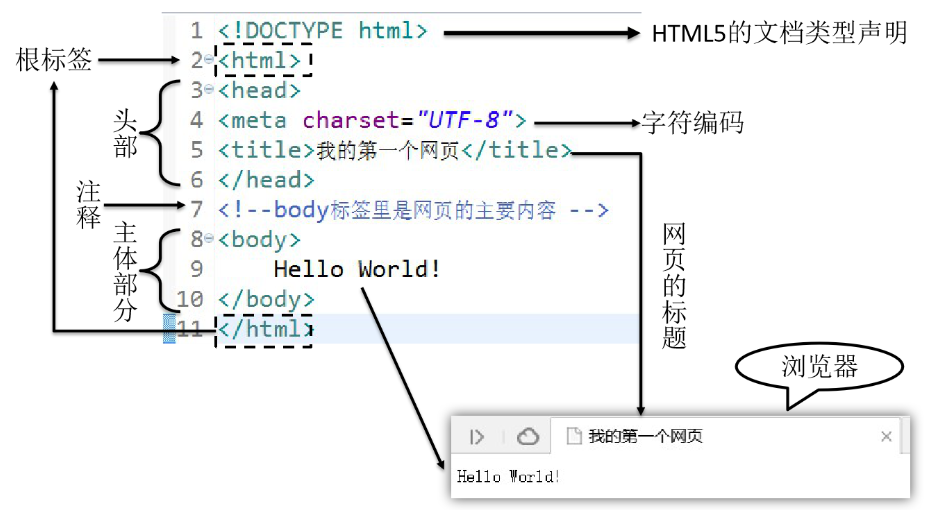 1 <!DOCTYPE html>
HTML5的文档类型声明
根标签
2 <html>
3 <head>
头部
4 <meta charset="UTF-8">
字符编码
5 <title>我的第一个网页</title>
6 </head>
注释
7 <!--body标签里是网页的主要内容 -->
主体部分
8 <body>
9 Hello World!
10 </body>
11 </html>
网页的标题
浏览器
我的第一个网页
Hello World!